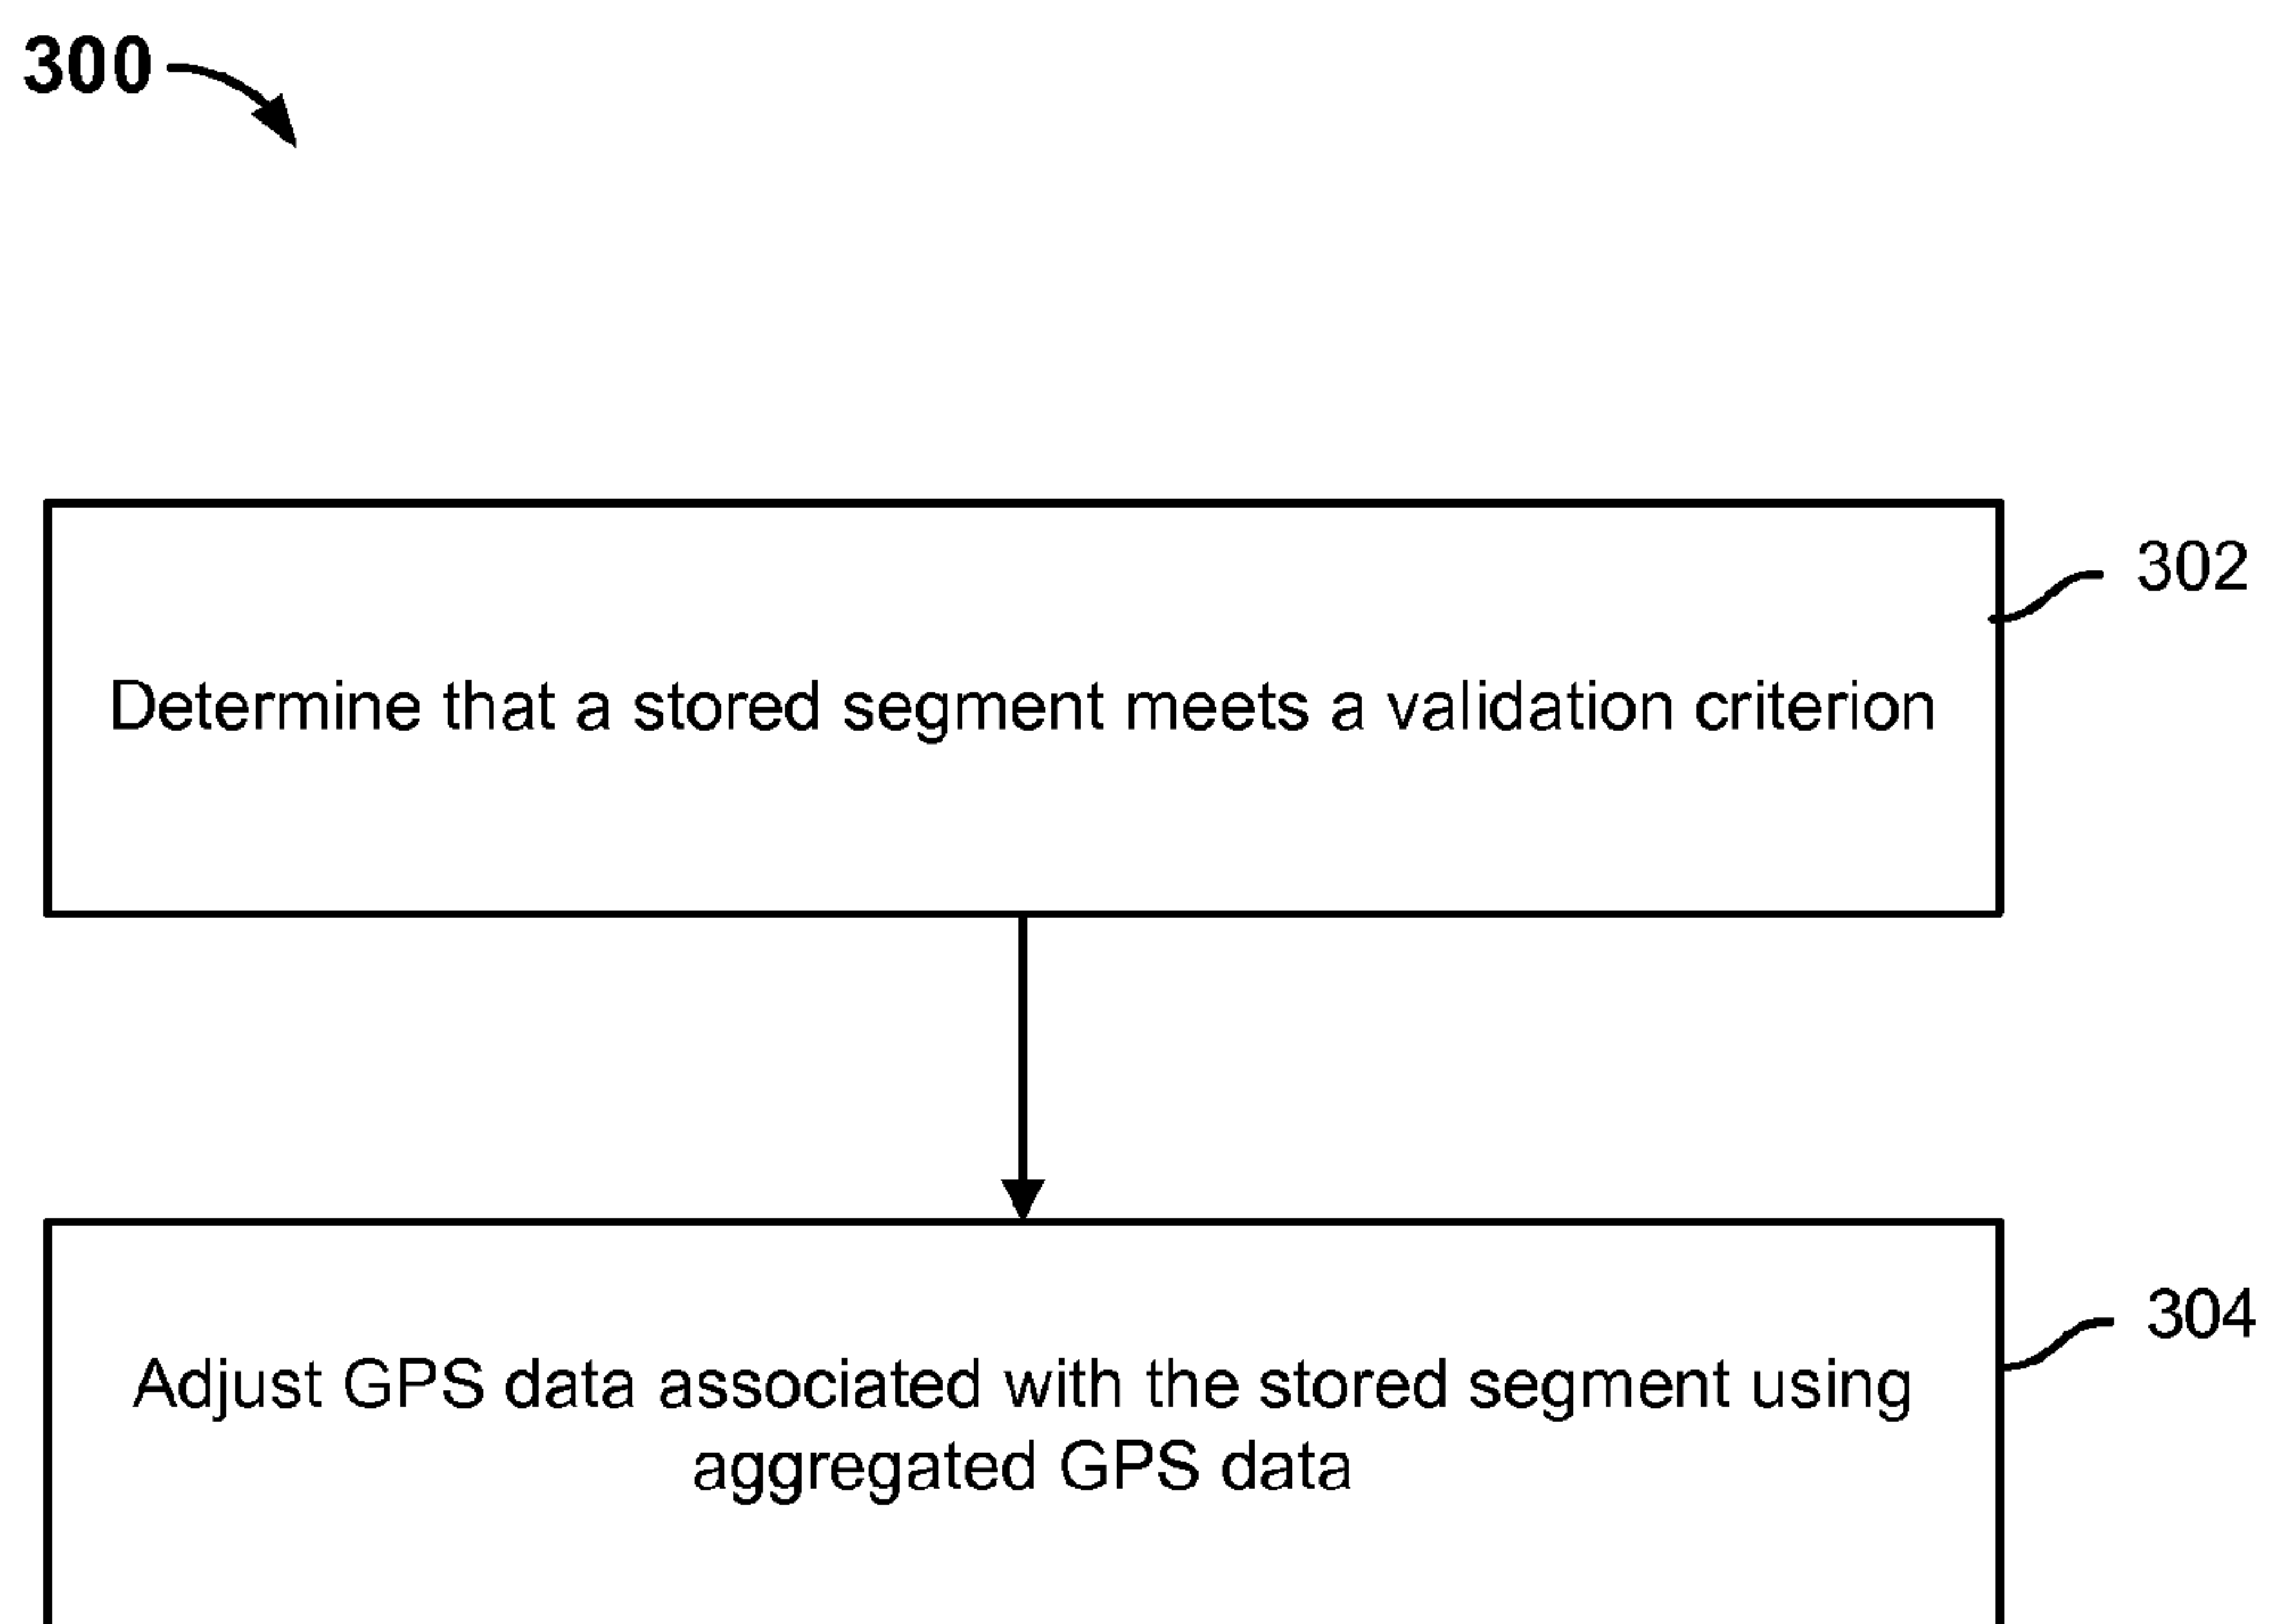 300
302
Determine that a stored segment meets a validation criterion
304
Adjust GPS data associated with the stored segment using
aggregated GPS data